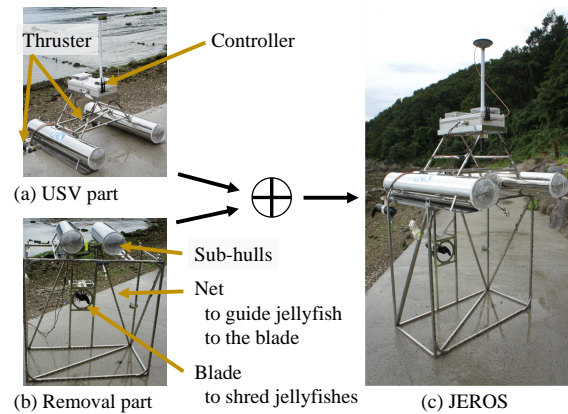 Thruster
Controller
(a) USV part
Sub-hulls
Net
to guide jellyfish
to the blade
Blade
to shred jellyfishes
(b) Removal part
(c) JEROS